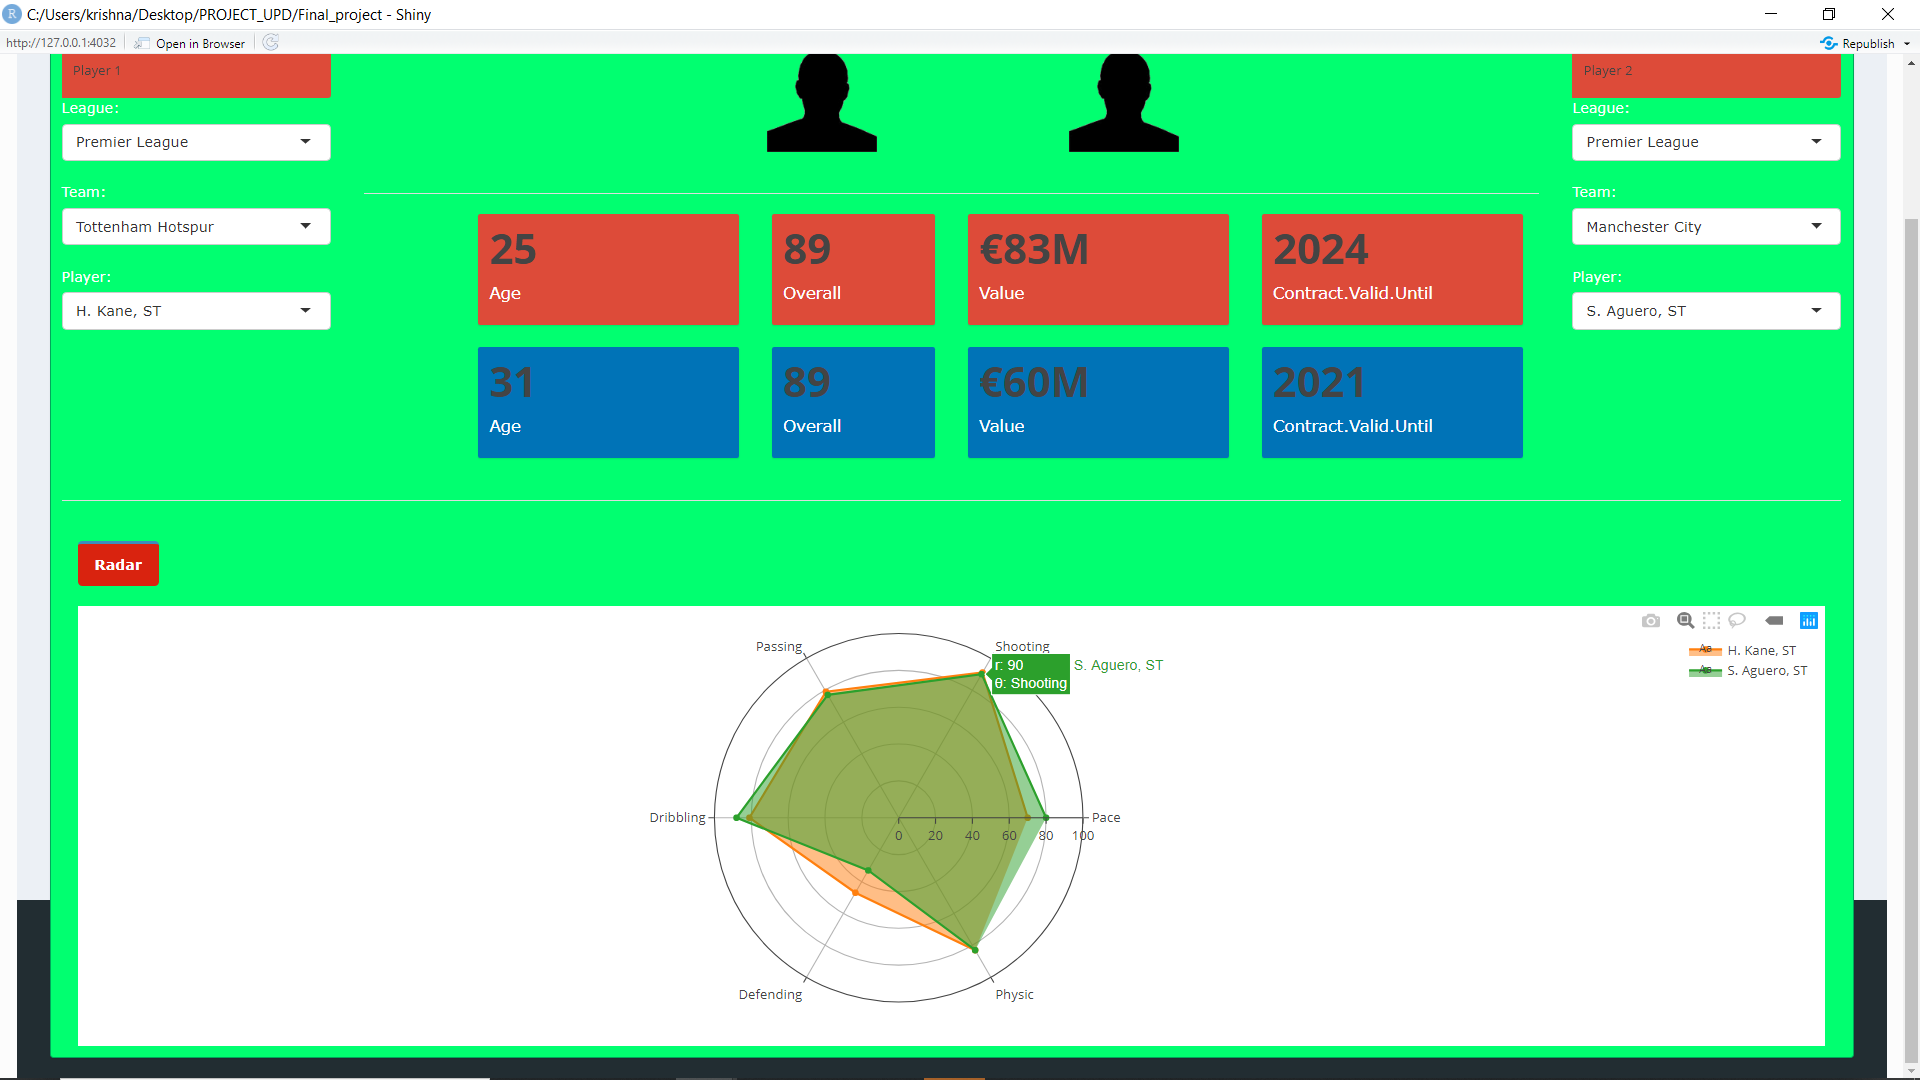 R C:/Users/krishna/Desktop/PROJECT_UPD/Final_project - Shiny
http://127.0.0.1:4032 Open in Browser Republish
Player 1
League:
Premier League
Team:
Tottenham Hotspur
Player:
H. Kane, ST
25
Age
89
Overall
€83M
Value
2024
Contract.Valid.Until
31
Age
89
Overall
€60M
Value
2021
Contract.Valid.Until
Player 2
League:
Premier League
Team:
Manchester City
Player:
S. Aguero, ST
Radar
Passing
Shooting
r: 90
θ: Shooting
S. Aguero, ST
Dribbling
Pace
0 20 40 60 80 100
Defending
Physic
Aa H. Kane, ST
Aa S. Aguero, ST